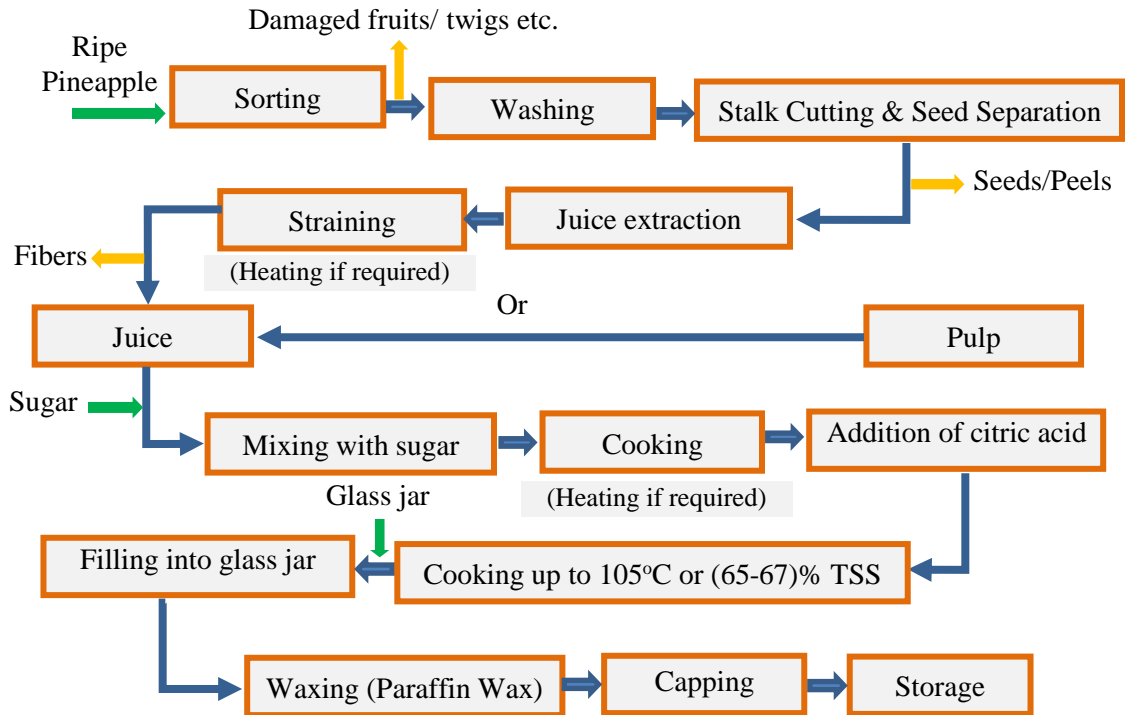 Damaged fruits/ twigs etc.
Ripe
Pineapple
Sorting
Washing
Stalk Cutting & Seed Separation
Seeds/Peels
Juice extraction
Straining
(Heating if required)
Fibers
Or
Juice
Pulp
Sugar
Mixing with sugar
Cooking
(Heating if required)
Addition of citric acid
Glass jar
Cooking up to 105°C or (65-67)% TSS
Filling into glass jar
Waxing (Paraffin Wax)
Capping
Storage